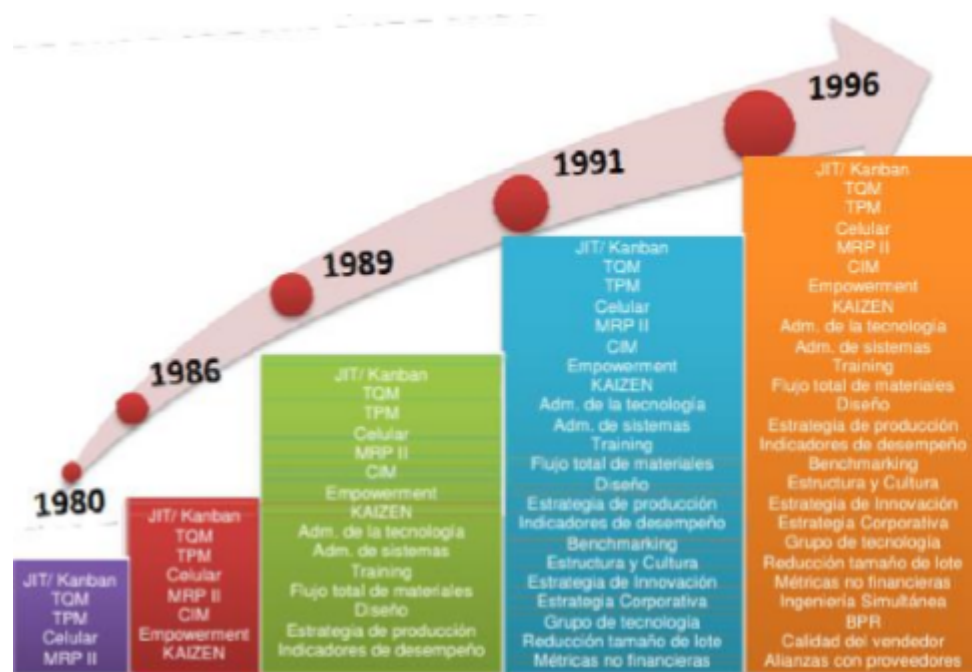 1980
JIT/ Kanban
TQM
TPM
Celular
MRP II
1986
JIT/ Kanban
TQM
TPM
Celular
MRP II
CIM
Empowerment
KAIZEN
1989
JIT/ Kanban
TQM
TPM
Celular
MRP II
CIM
Empowerment
KAIZEN
Adm. de la tecnología
Adm. de sistemas
Training
Flujo total de materiales
Diseño
Estrategia de producción
Indicadores de desempeño
1991
JIT/ Kanban
TQM
TPM
Celular
MRP II
CIM
Empowerment
KAIZEN
Adm. de la tecnología
Adm. de sistemas
Training
Flujo total de materiales
Diseño
Estrategia de producción
Indicadores de desempeño
Benchmarking
Estructura y Cultura
Estrategia de Innovación
Estrategia Corporativa
Grupo de tecnología
Reducción tamaño de lote
Métricas no financieras
1996
JIT/ Kanban
TQM
TPM
Celular
MRP II
CIM
Empowerment
KAIZEN
Adm. de la tecnología
Adm. de sistemas
Training
Flujo total de materiales
Diseño
Estrategia de producción
Indicadores de desempeño
Benchmarking
Estructura y Cultura
Estrategia de Innovación
Estrategia Corporativa
Grupo de tecnología
Reducción tamaño de lote
Métricas no financieras
Ingeniería Simultánea
BPR
Calidad del vendedor
Alianzas con proveedores